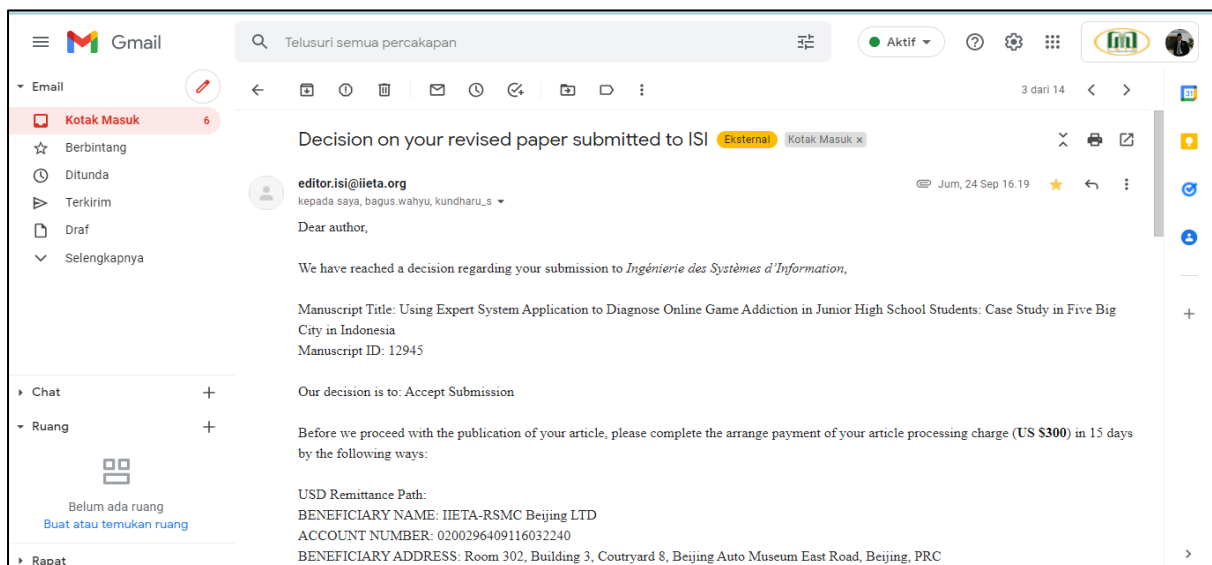 Gmail
Telusuri semua percakapan
Aktif
Email
3 dari 14
31
Kotak Masuk 6
Berbintang
Ditunda
Terkirim
Draf
Selengkapnya
Chat
Ruang
Belum ada ruang
Buat atau temukan ruang
Rapat
Decision on your revised paper submitted to ISI Eksternal Kotak Masuk x
editor.isi@iieta.org Jum, 24 Sep 16.19
kepada saya, bagus.wahyu, kundharu_s
Dear author,
We have reached a decision regarding your submission to Ingénierie des Systèmes d'Information,
Manuscript Title: Using Expert System Application to Diagnose Online Game Addiction in Junior High School Students: Case Study in Five Big
City in Indonesia
Manuscript ID: 12945
Our decision is to: Accept Submission
Before we proceed with the publication of your article, please complete the arrange payment of your article processing charge (US $300) in 15 days
by the following ways:
USD Remittance Path:
BENEFICIARY NAME: IIETA-RSMC Beijing LTD
ACCOUNT NUMBER: 0200296409116032240
BENEFICIARY ADDRESS: Room 302, Building 3, Coutryard 8, Beijing Auto Museum East Road, Beijing, PRC